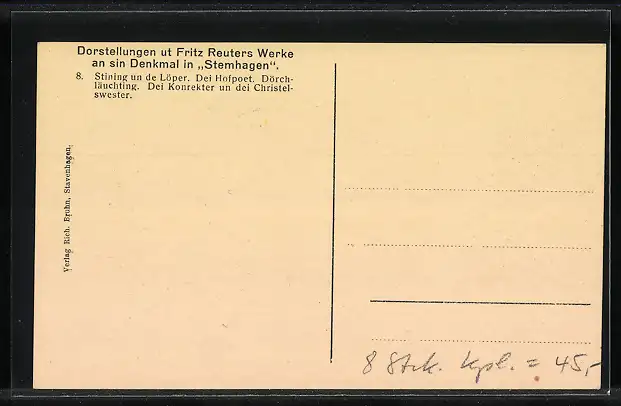 Dorstellungen ut Fritz Reuters Werke
an sin Denkmal in „Stemhagen“.
8. Stining un de Löper. Dei Hofpoet. Dörch-
läuchting. Dei Konrekter un dei Christel-
swester.
Verlag Rich. Bruhn, Stavenhagen.
8 Stck. kpl. = 45,-